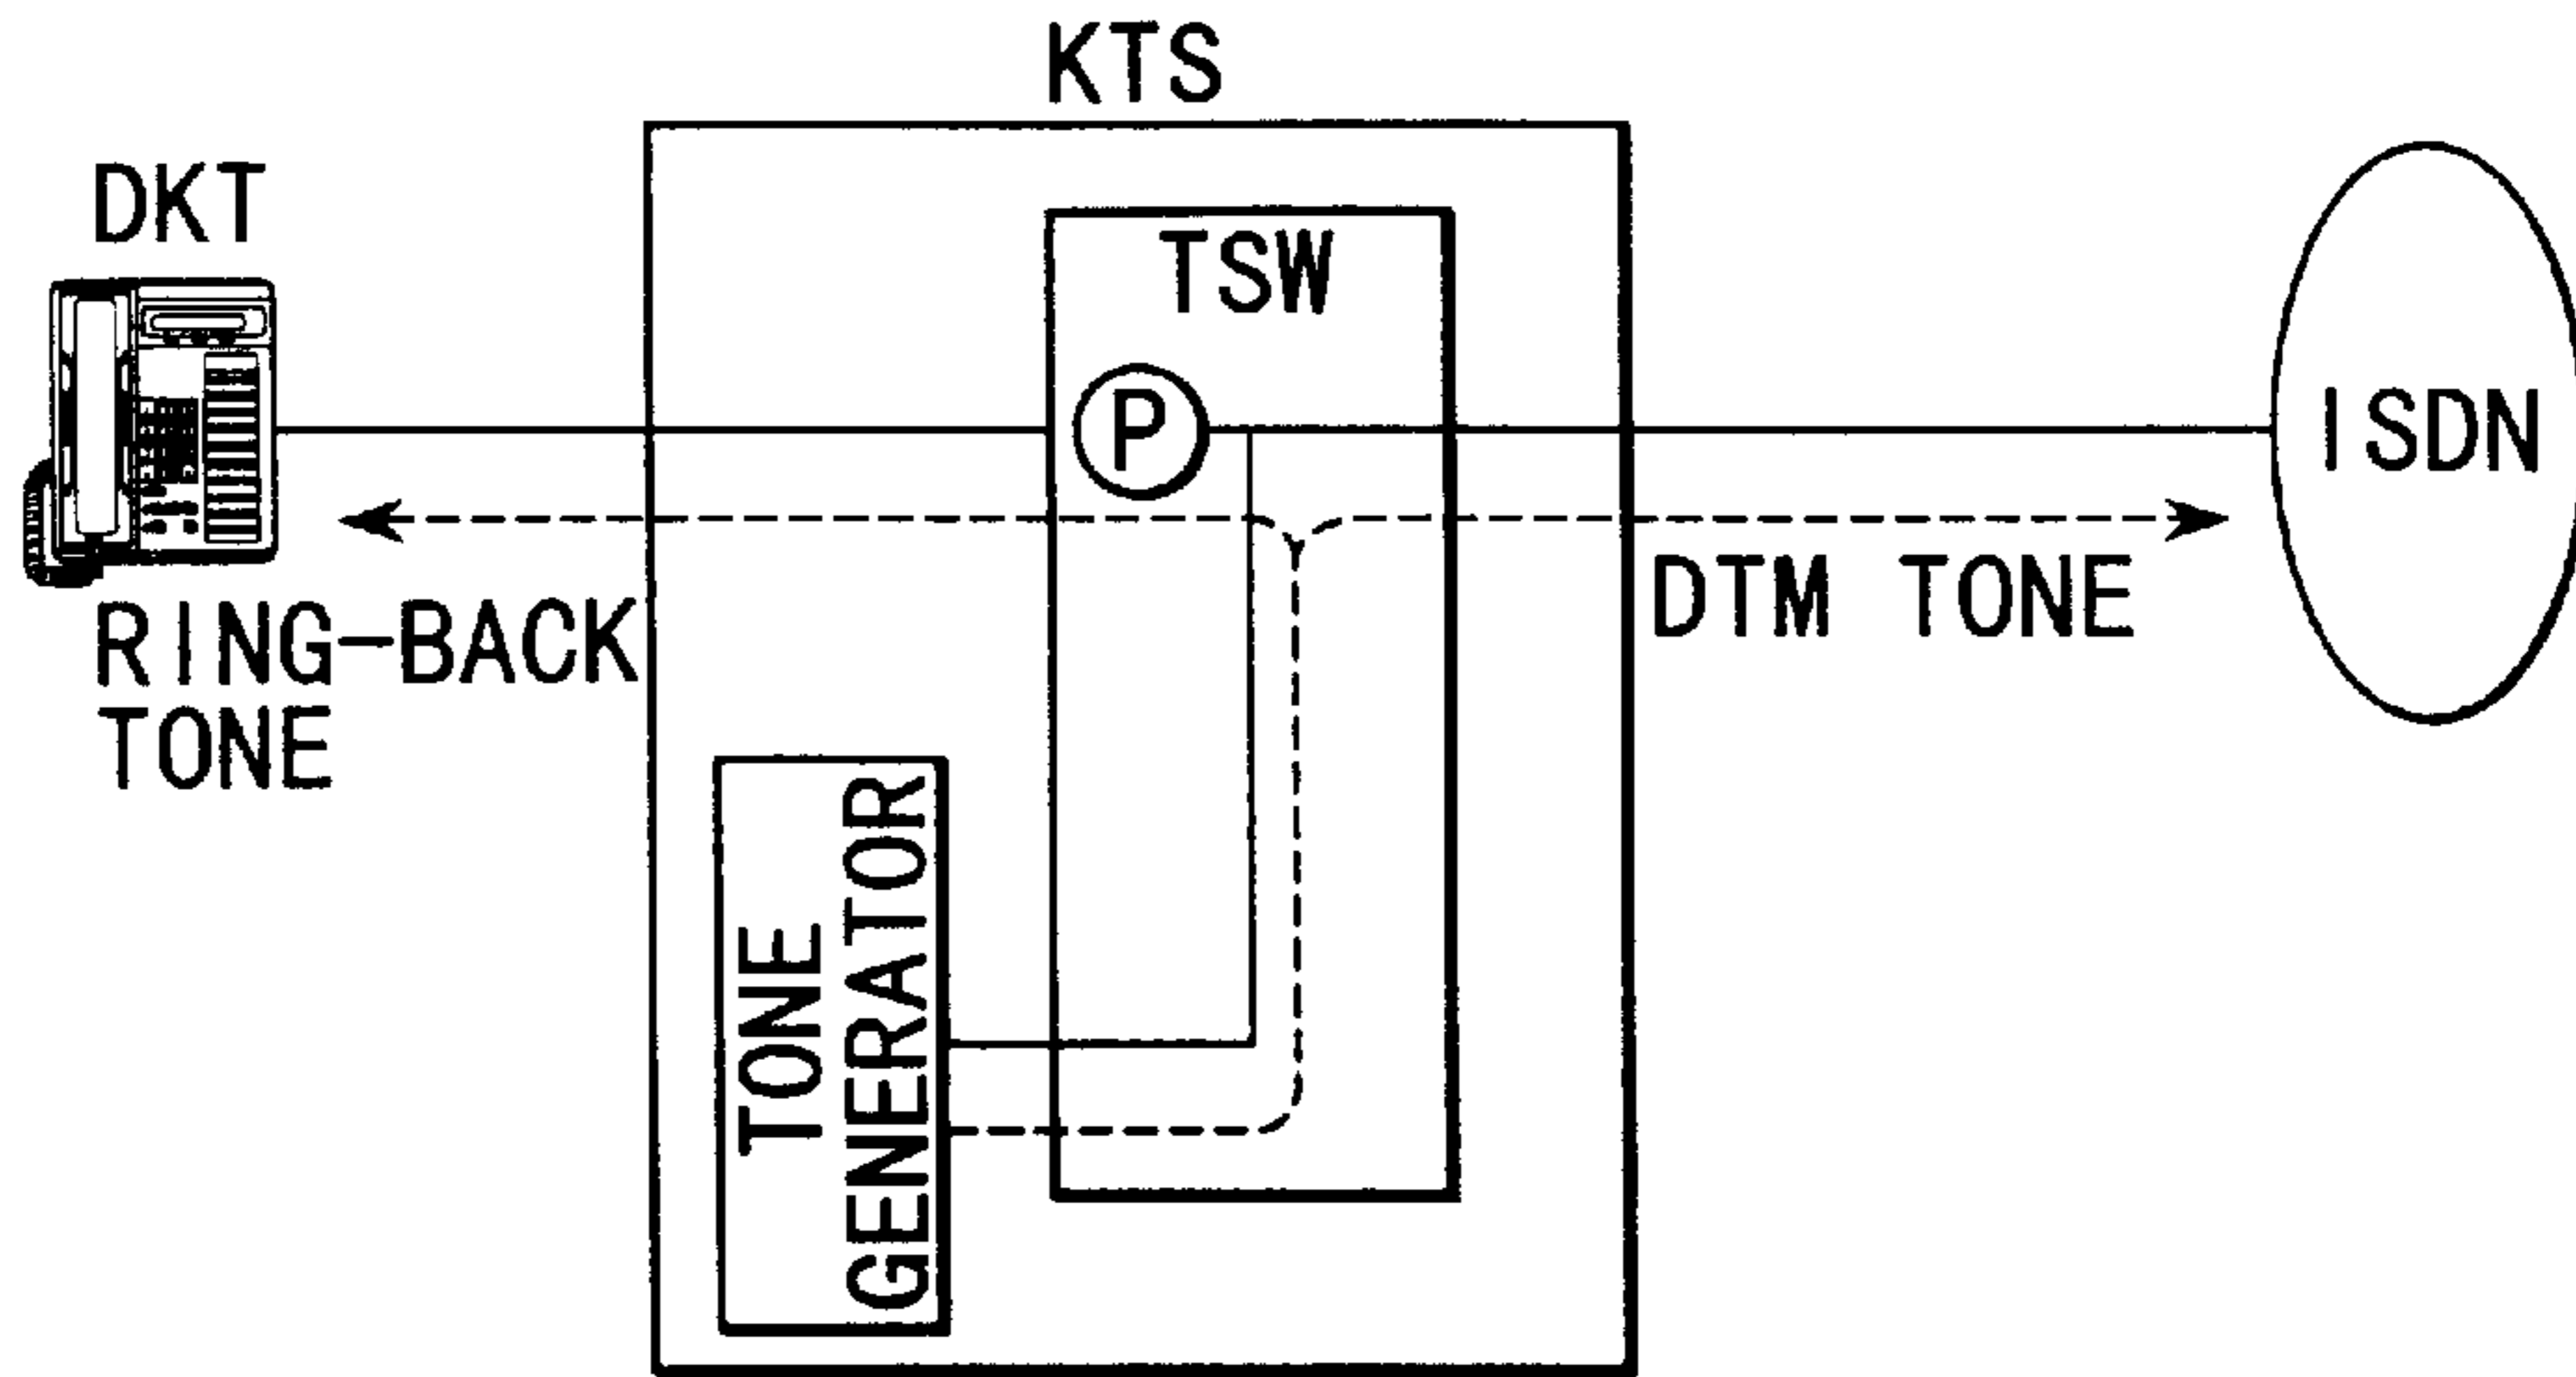 KTS
DKT
TSW
P
ISDN
RING-BACK
TONE
DTM TONE
TONE
GENERATOR